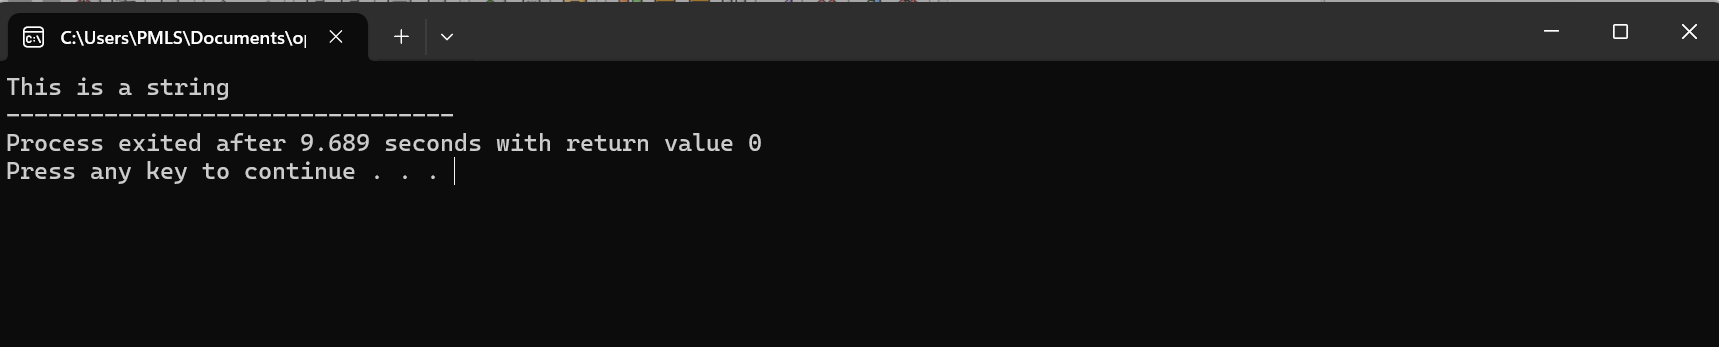 C:\Users\PMLS\Documents\o
This is a string
--------------------------------
Process exited after 9.689 seconds with return value 0
Press any key to continue . . .